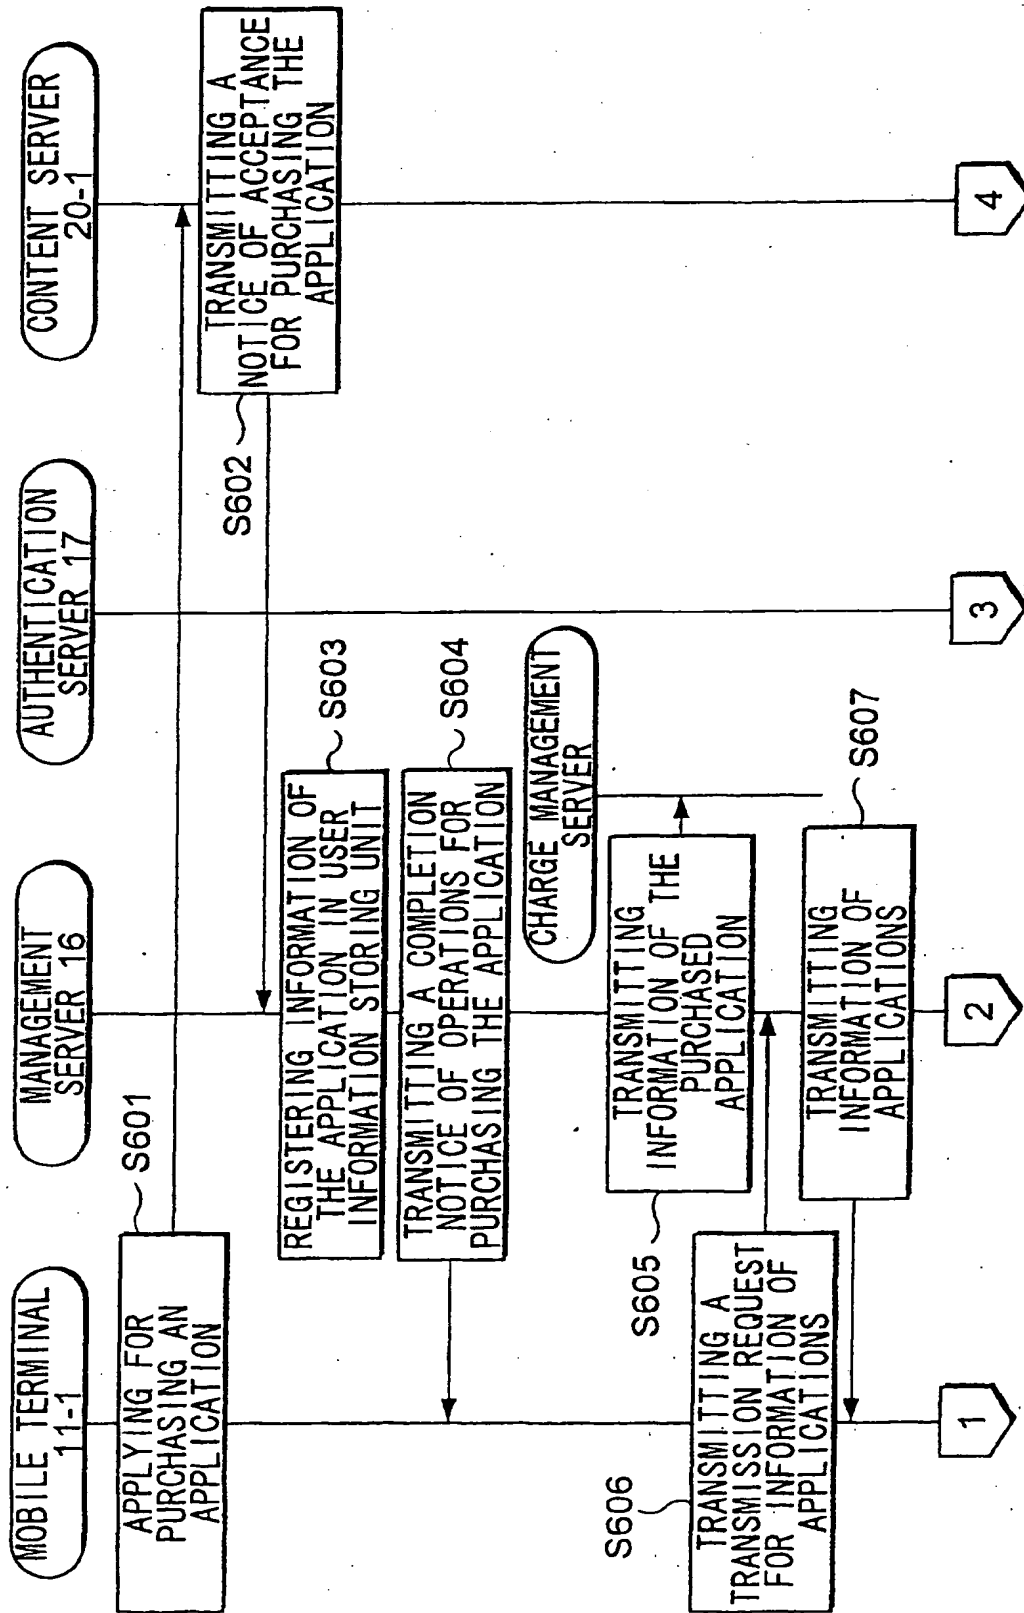 MOBILE TERMINAL
11-1
MANAGEMENT
SERVER 16
AUTHENTICATION
SERVER 17
CONTENT SERVER
20-1
S601
APPLYING FOR
PURCHASING AN
APPLICATION
S602
TRANSMITTING A
NOTICE OF ACCEPTANCE
FOR PURCHASING THE
APPLICATION
S603
REGISTERING INFORMATION OF
THE APPLICATION IN USER
INFORMATION STORING UNIT
S604
TRANSMITTING A COMPLETION
NOTICE OF OPERATIONS FOR
PURCHASING THE APPLICATION
CHARGE MANAGEMENT
SERVER
S605
TRANSMITTING
INFORMATION OF THE
PURCHASED
APPLICATION
S606
TRANSMITTING A
TRANSMISSION REQUEST
FOR INFORMATION OF
APPLICATIONS
S607
TRANSMITTING
INFORMATION OF
APPLICATIONS
1
2
3
4